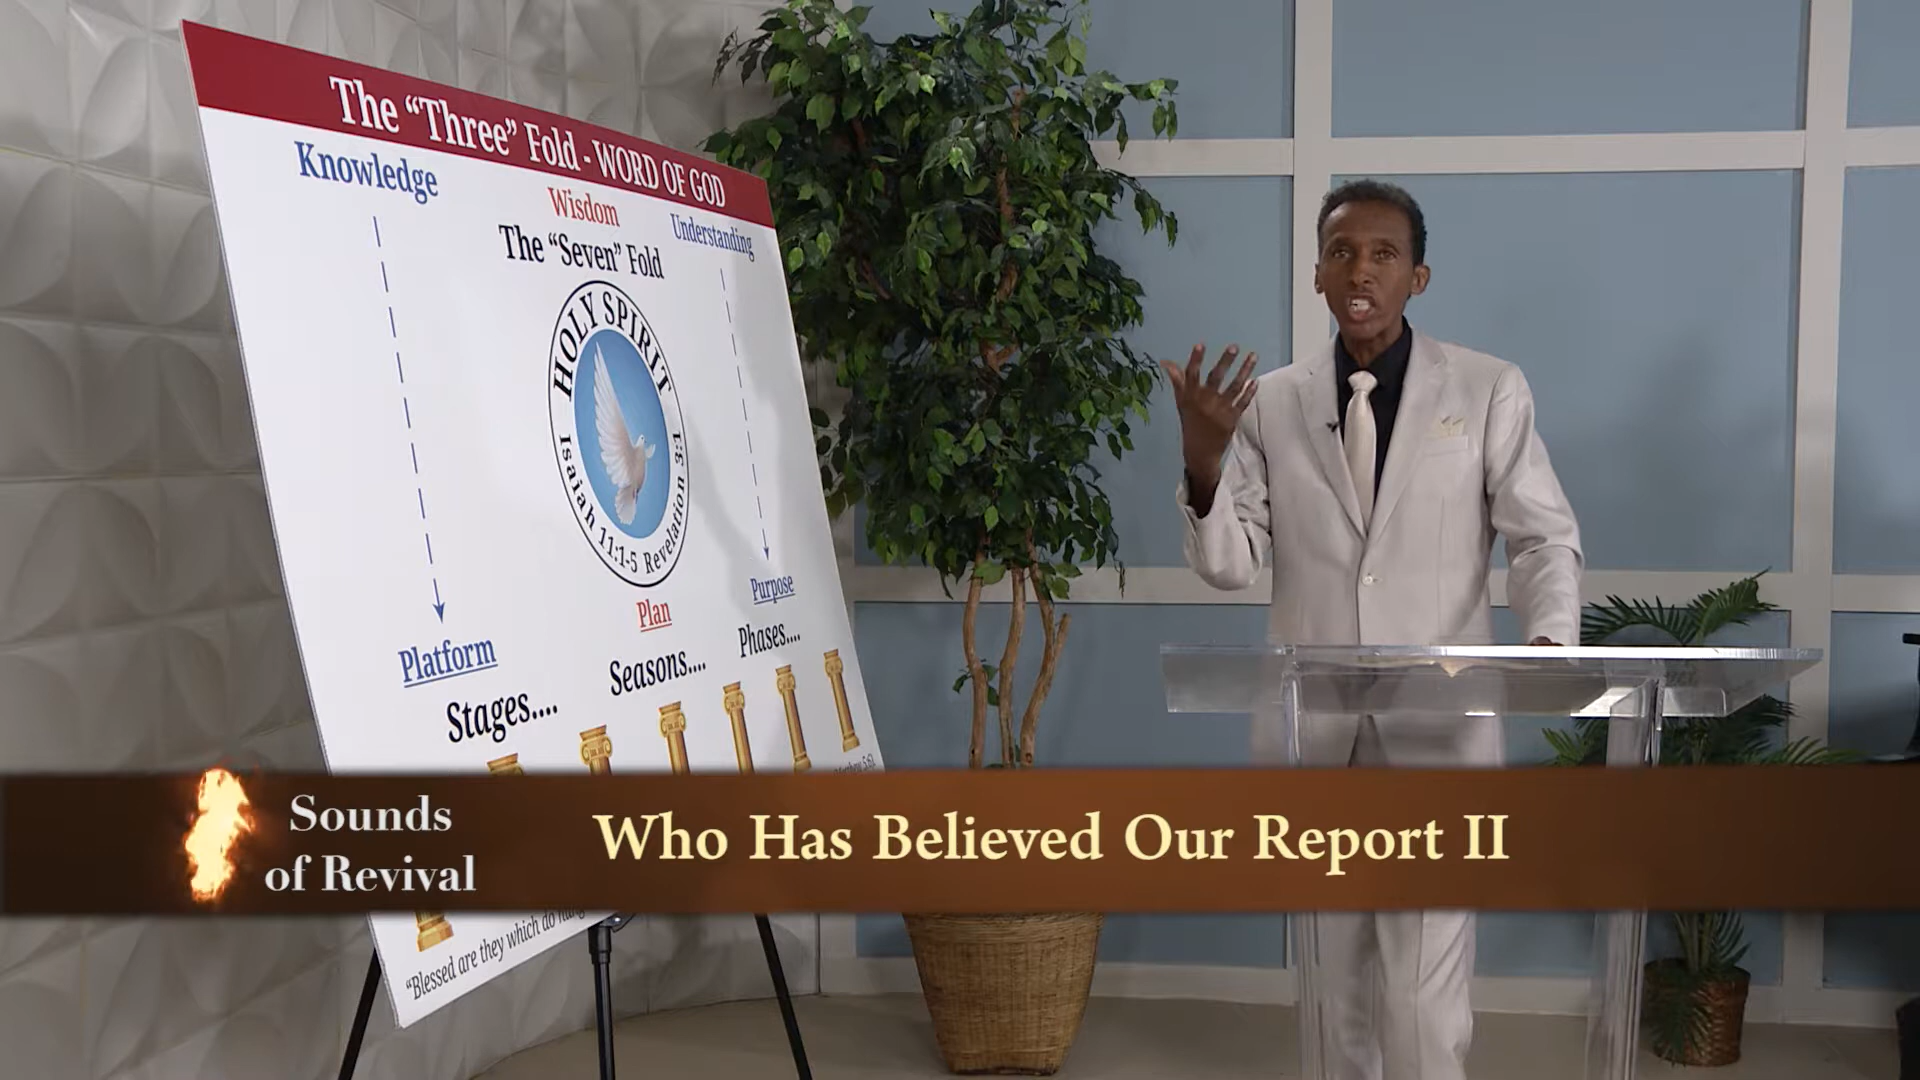 The “Three” Fold - WORD OF GOD
Knowledge
Wisdom
Understanding
The “Seven” Fold
HOLY SPIRIT
Isaiah 11:1-5 Revelation 3:1
Platform
Plan
Purpose
Stages....
Seasons....
Phases....
5:6)
“Blessed are they which do
Sounds
of Revival
Who Has Believed Our Report II